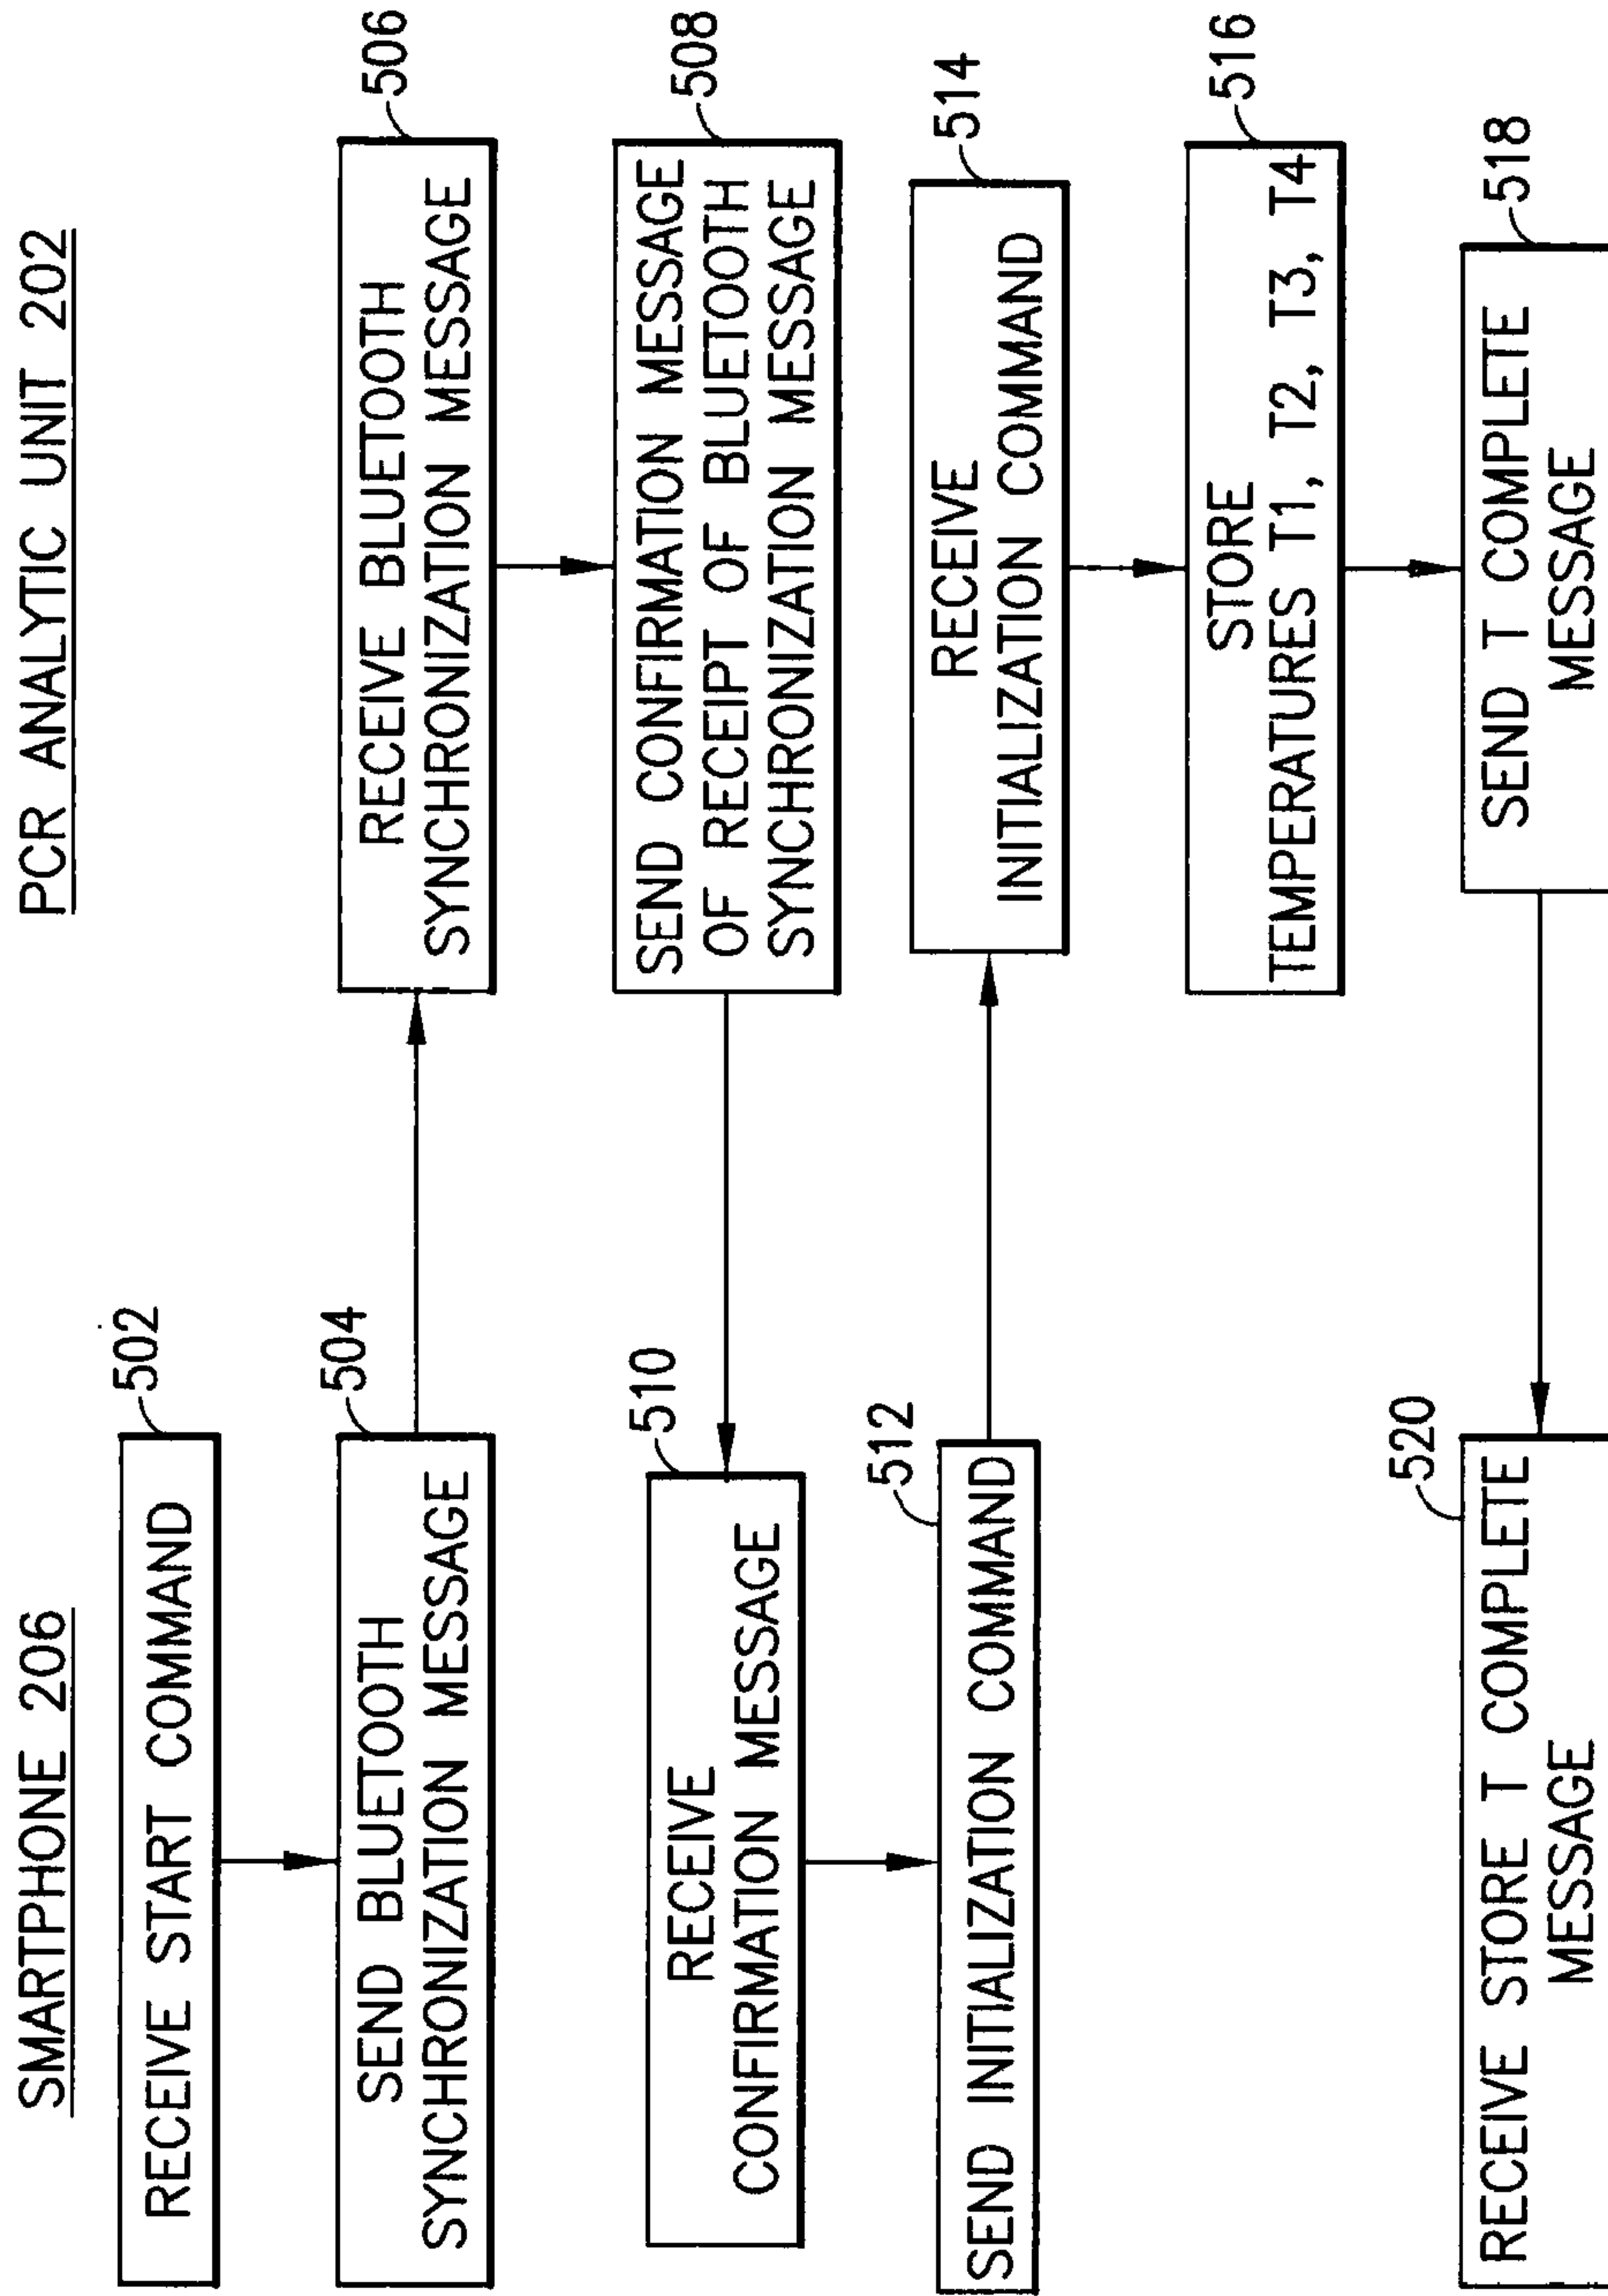 SMARTPHONE 206
PCR ANALYTIC UNIT 202
502
RECEIVE START COMMAND
504
SEND BLUETOOTH
SYNCHRONIZATION MESSAGE
506
RECEIVE BLUETOOTH
SYNCHRONIZATION MESSAGE
508
SEND CONFIRMATION MESSAGE
OF RECEIPT OF BLUETOOTH
SYNCHRONIZATION MESSAGE
510
RECEIVE
CONFIRMATION MESSAGE
512
SEND INITIALIZATION COMMAND
514
RECEIVE
INITIALIZATION COMMAND
516
STORE
TEMPERATURES T1, T2, T3, T4
518
SEND T COMPLETE
MESSAGE
520
RECEIVE STORE T COMPLETE
MESSAGE